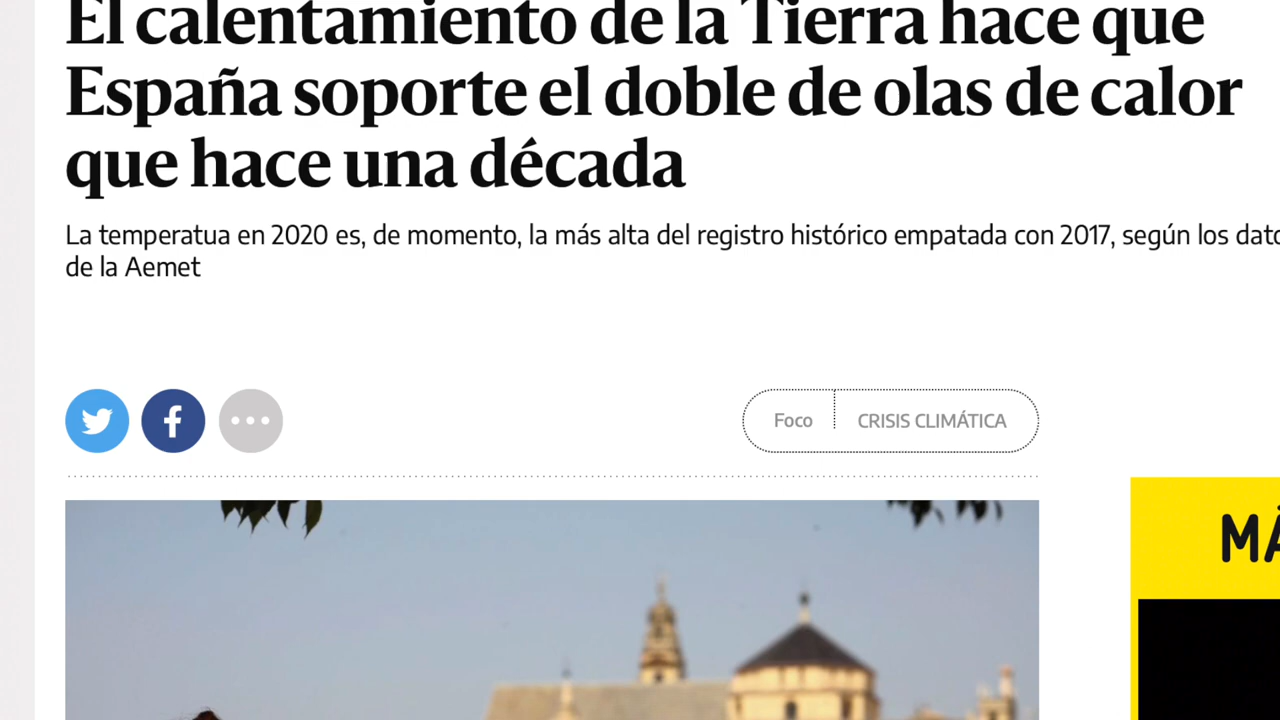 El calentamiento de la Tierra hace que
España soporte el doble de olas de calor
que hace una década
La temperatua en 2020 es, de momento, la más alta del registro histórico empatada con 2017, según los
de la Aemet
Foco CRISIS CLIMÁTICA